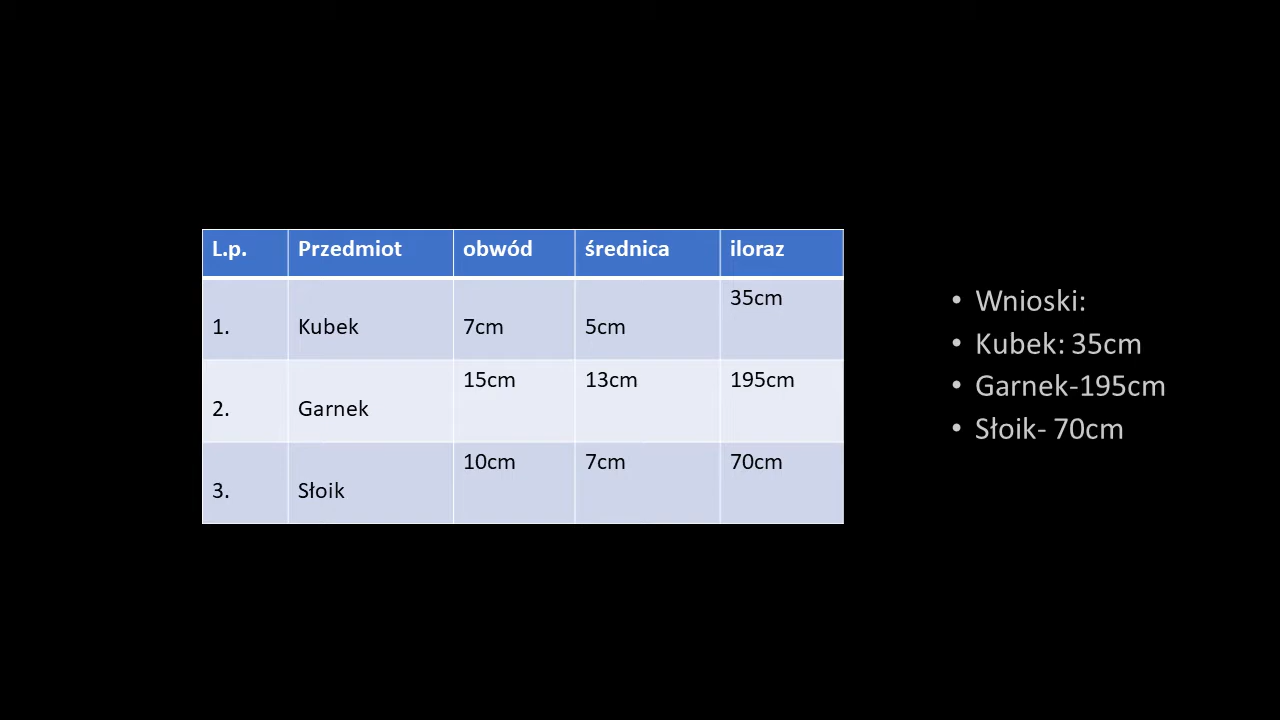 L.p. Przedmiot obwód średnica iloraz
1. Kubek 7cm 5cm 35cm
2. Garnek 15cm 13cm 195cm
3. Słoik 10cm 7cm 70cm
• Wnioski:
• Kubek: 35cm
• Garnek-195cm
• Słoik- 70cm